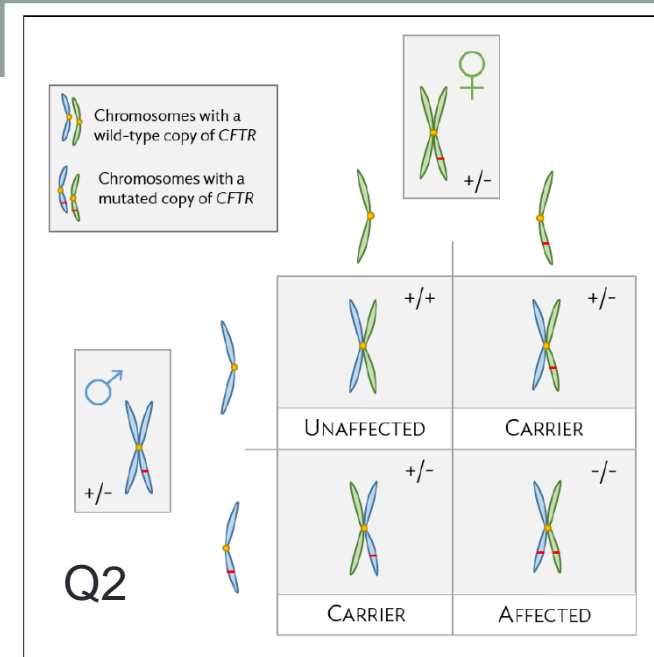 Chromosomes with a
wild-type copy of CFTR
Chromosomes with a
mutated copy of CFTR
♀
+/-
+/+
+/-
UNAFFECTED
CARRIER
♂
+/-
+/-
-/-
CARRIER
AFFECTED
Q2